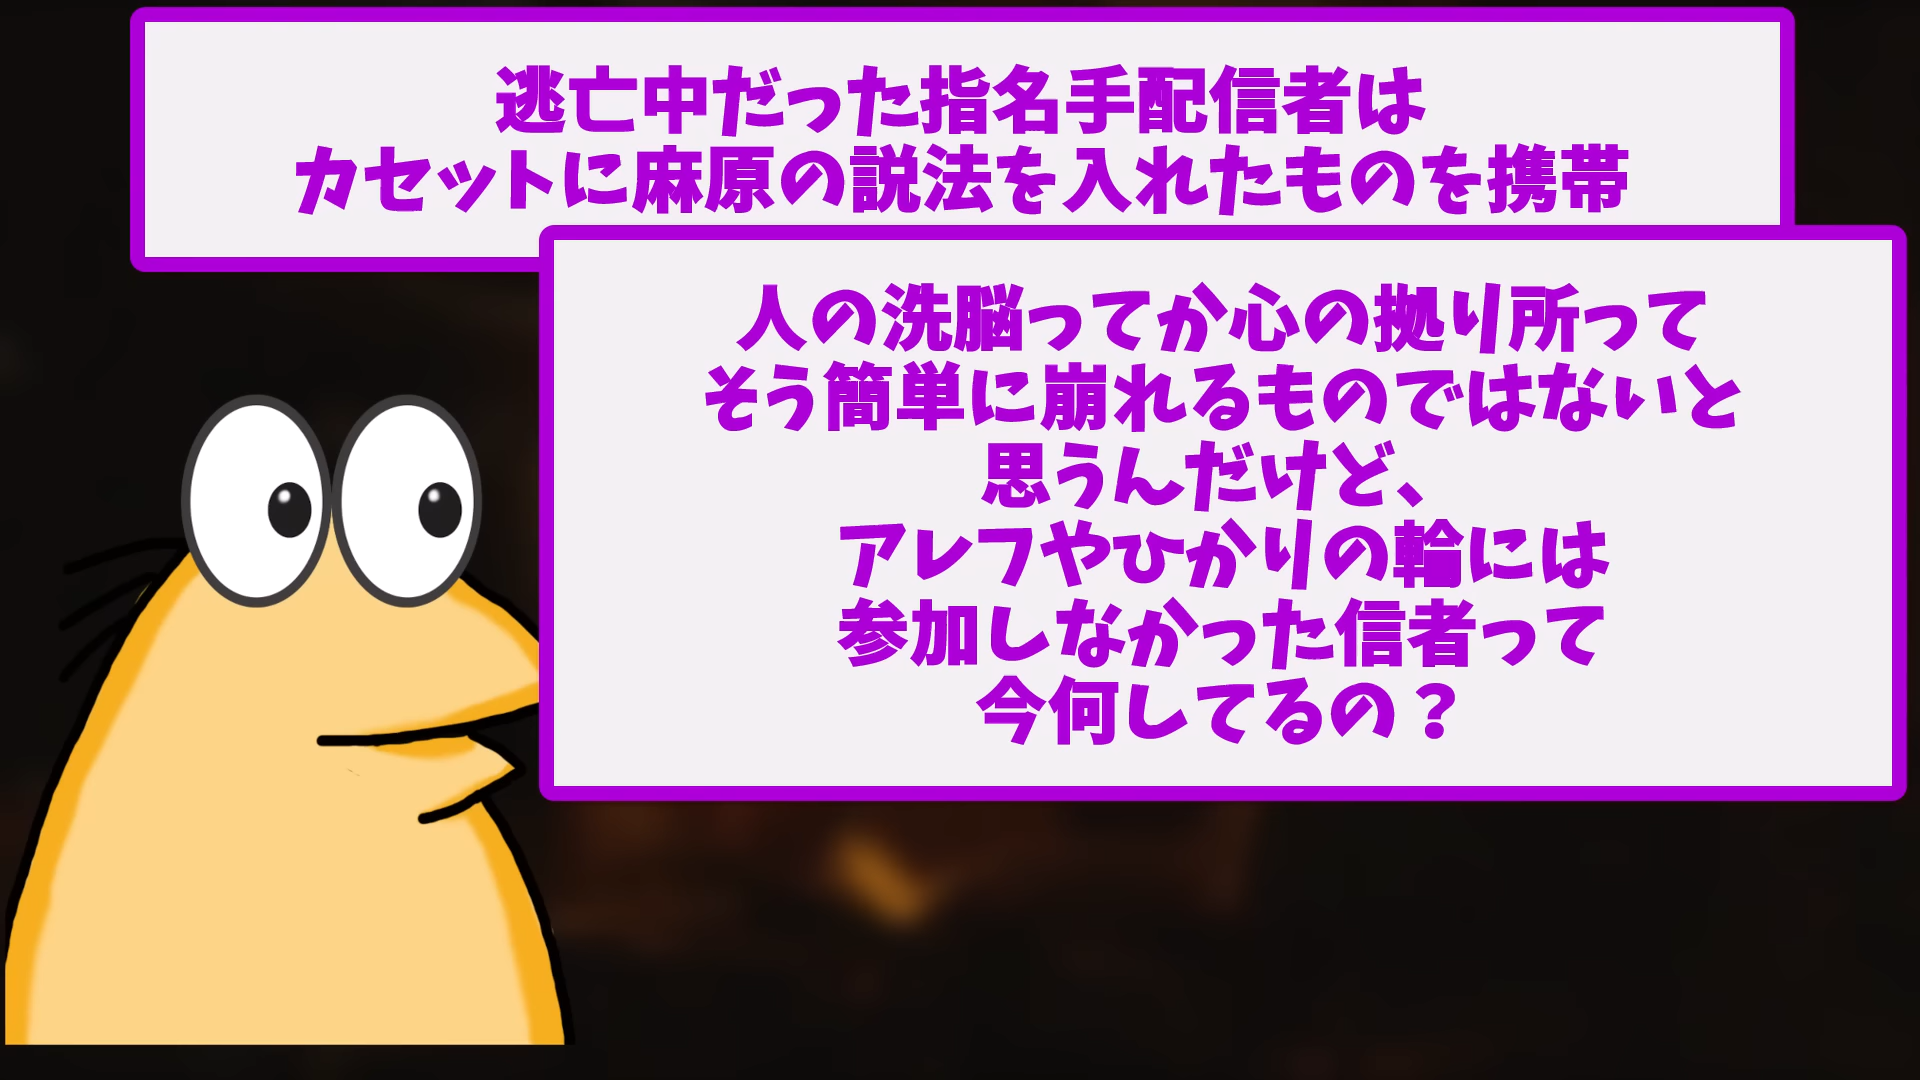 逃亡中だった指名手配信者は
カセットに麻原の説法を入れたものを携帯
人の洗脳ってか心の拠り所って
そう簡単に崩れるものではないと
思うんだけど、
アレフやひかりの輪には
参加しなかった信者って
今何してるの？